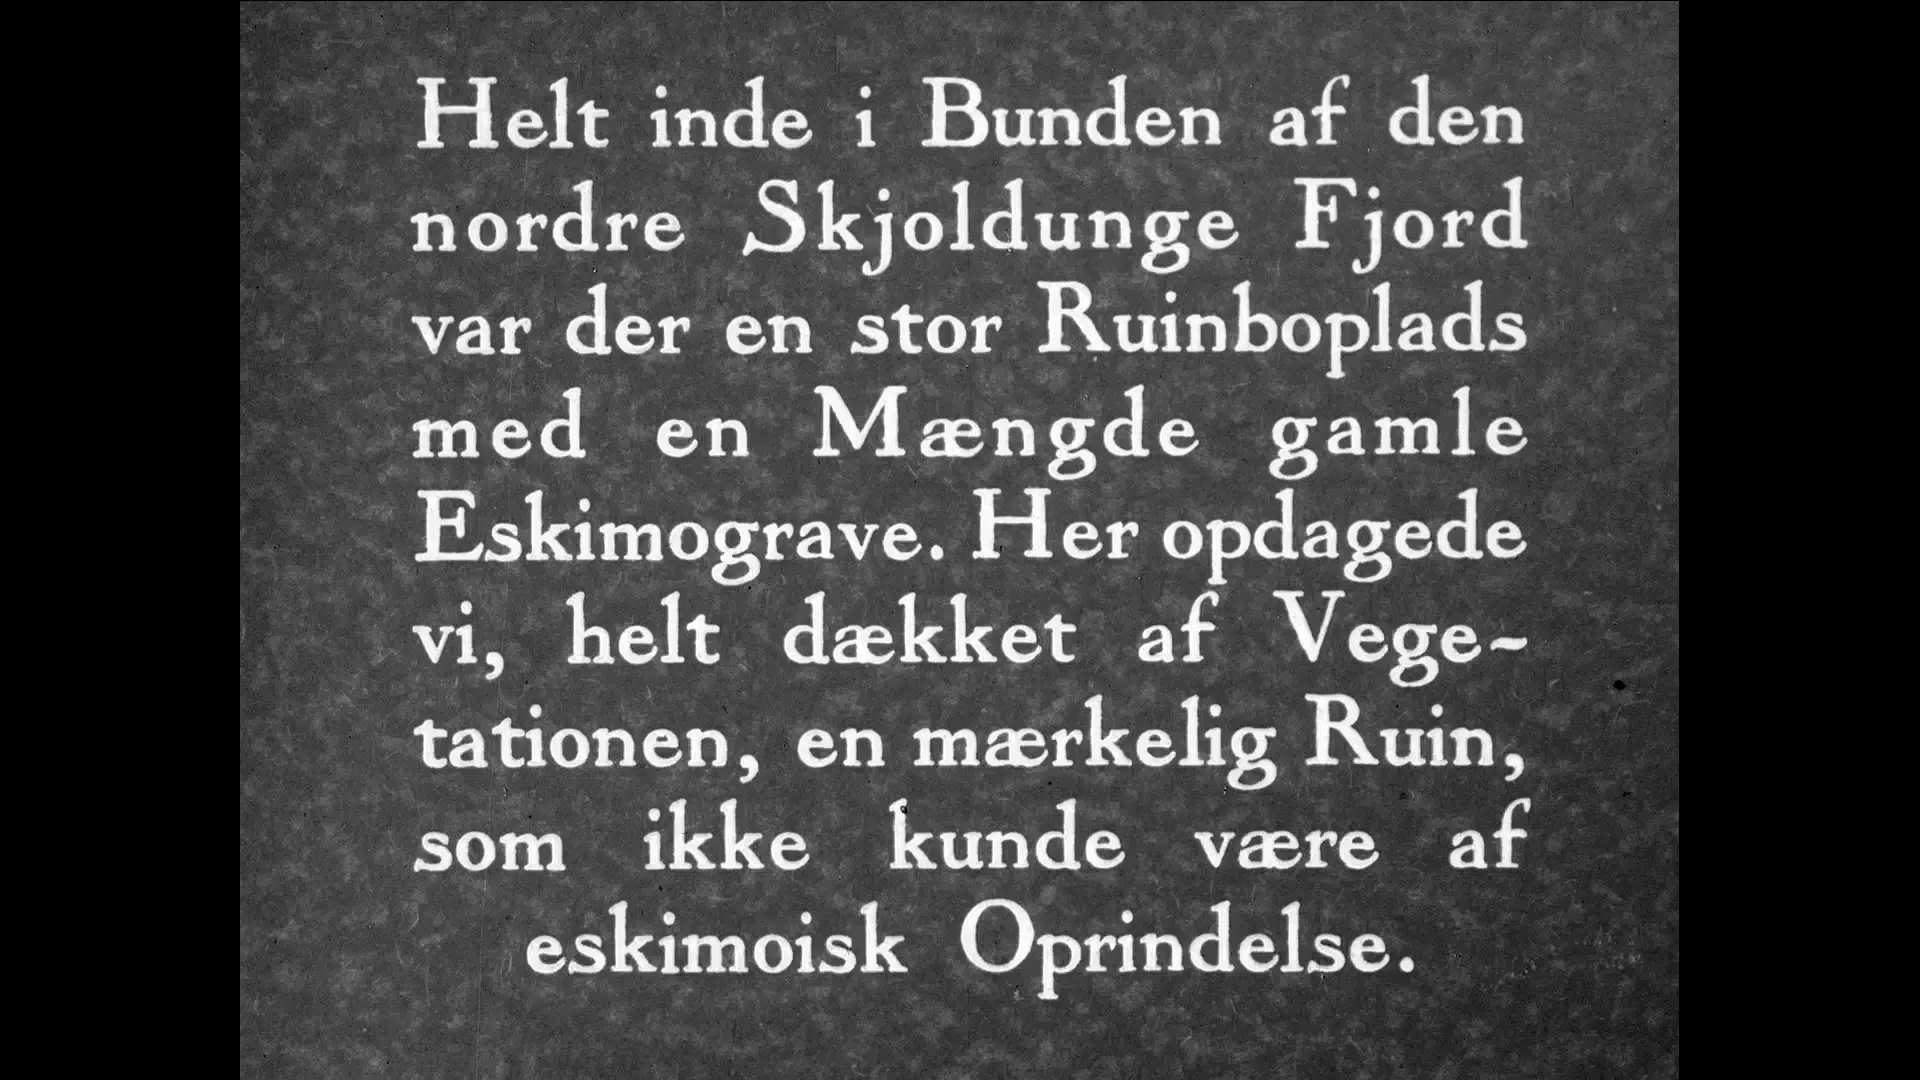 Helt inde i Bunden af den
nordre Skjoldunge Fjord
var der en stor Ruinboplads
med en Mængde gamle
Eskimograve. Her opdagede
vi, helt dækket af Vege-
tationen, en mærkelig Ruin,
som ikke kunde være af
eskimoisk Oprindelse.